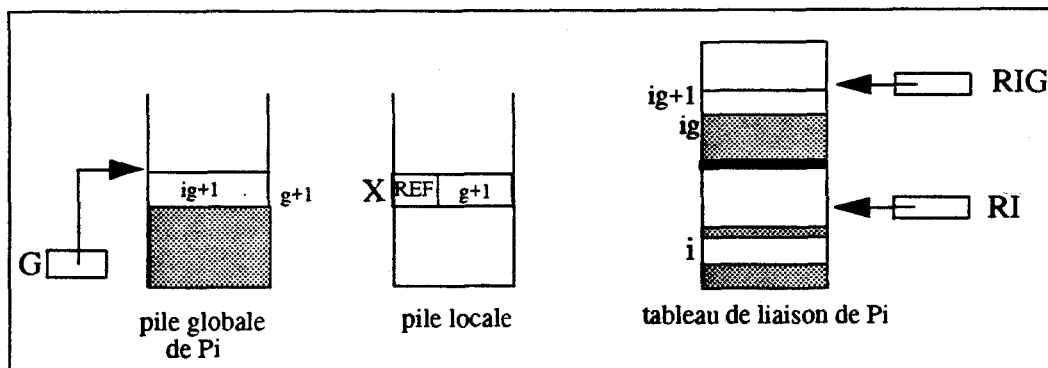 RIG
ig+1
ig
ig+1
g+1
X REF g+1
RI
i
G
pile globale
de Pi
pile locale
tableau de liaison de Pi